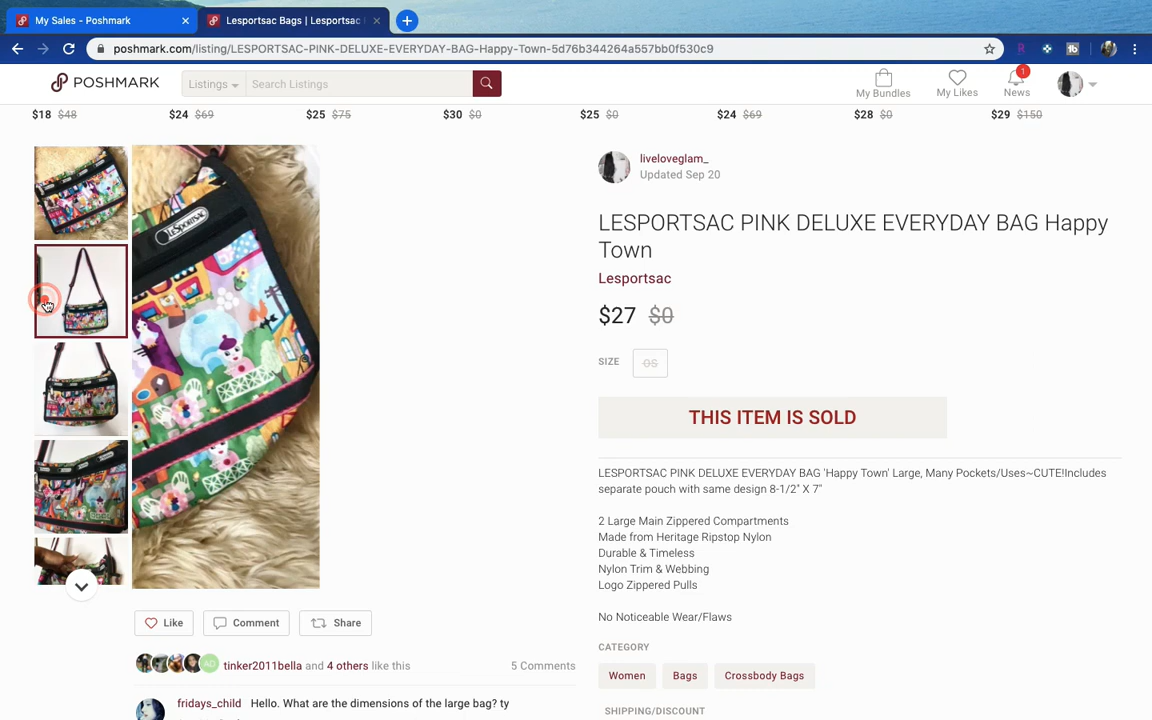 My Sales - Poshmark
Lesportsac Bags | Lesportsac
poshmark.com/listing/LESPORTSAC-PINK-DELUXE-EVERYDAY-BAG-Happy-Town-5d76b344264a557bb0f530c9
POSHMARK
Listings
Search Listings
My Bundles
My Likes
1
News
$18 $48
$24 $69
$25 $75
$30 $0
$25 $0
$24 $69
$28 $0
$29 $150
LESPORTSAC
liveloveglam_
Updated Sep 20
LESPORTSAC PINK DELUXE EVERYDAY BAG Happy
Town
Lesportsac
$27 $0
SIZE
OS
THIS ITEM IS SOLD
LESPORTSAC PINK DELUXE EVERYDAY BAG 'Happy Town' Large, Many Pockets/Uses~CUTE!Includes
separate pouch with same design 8-1/2" X 7"
2 Large Main Zippered Compartments
Made from Heritage Ripstop Nylon
Durable & Timeless
Nylon Trim & Webbing
Logo Zippered Pulls
No Noticeable Wear/Flaws
CATEGORY
Women
Bags
Crossbody Bags
SHIPPING/DISCOUNT
Like
Comment
Share
AD
tinker2011bella and 4 others like this
5 Comments
fridays_child Hello. What are the dimensions of the large bag? ty